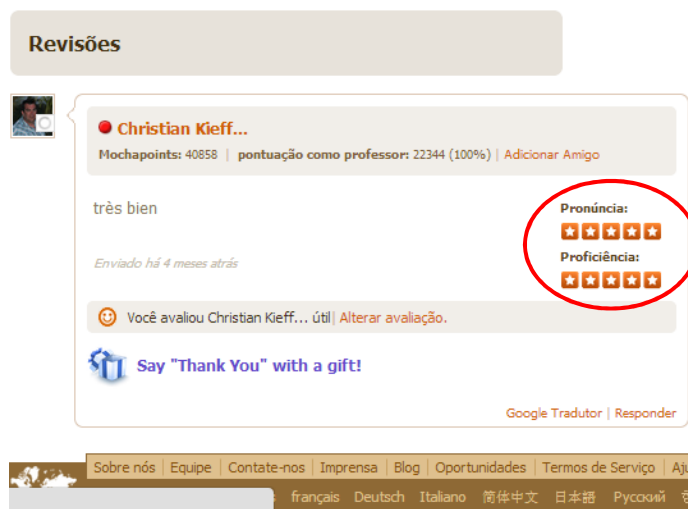 Revisões
Christian Kieff...
Mochapoints: 40858 | pontuação como professor: 22344 (100%) | Adicionar Amigo
très bien
Pronúncia:
Proficiência:
Enviado há 4 meses atrás
Você avaliou Christian Kieff... útil| Alterar avaliação.
Say "Thank You" with a gift!
Google Tradutor | Responder
Sobre nós | Equipe | Contate-nos | Imprensa | Blog | Oportunidades | Termos de Serviço |
français Deutsch Italiano 简体中文 日本語 Русский